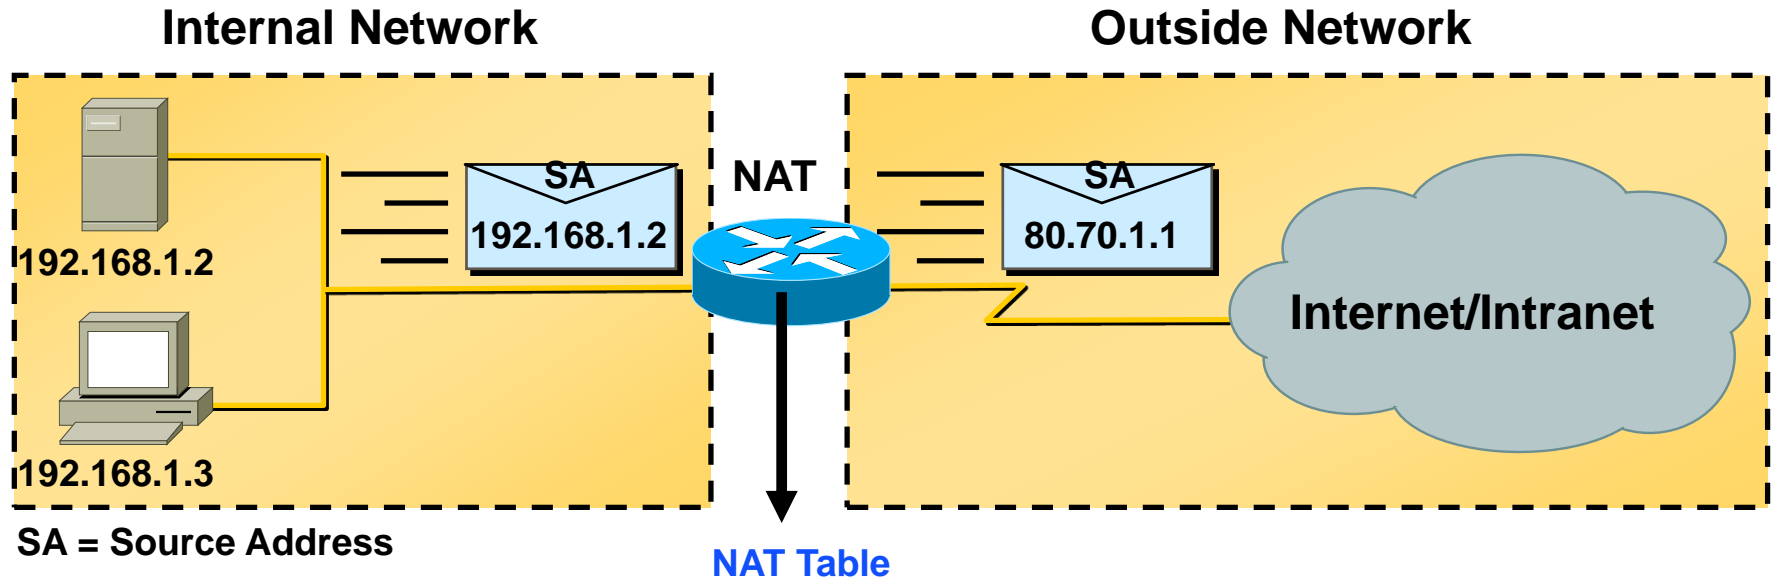 Internal Network
Outside Network
SA
192.168.1.2
NAT
SA
80.70.1.1
192.168.1.2
Internet/Intranet
192.168.1.3
SA = Source Address
NAT Table